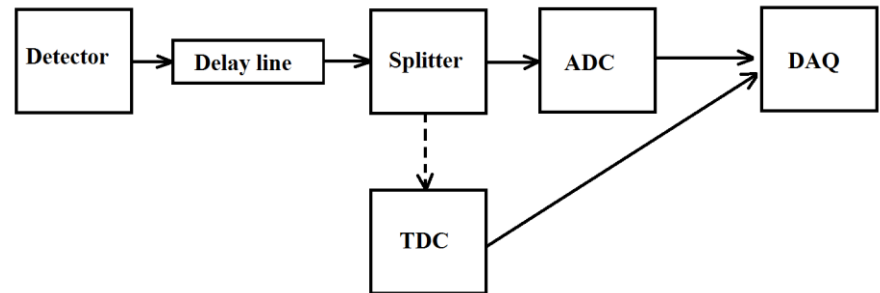 Detector
Delay line
Splitter
ADC
DAQ
TDC